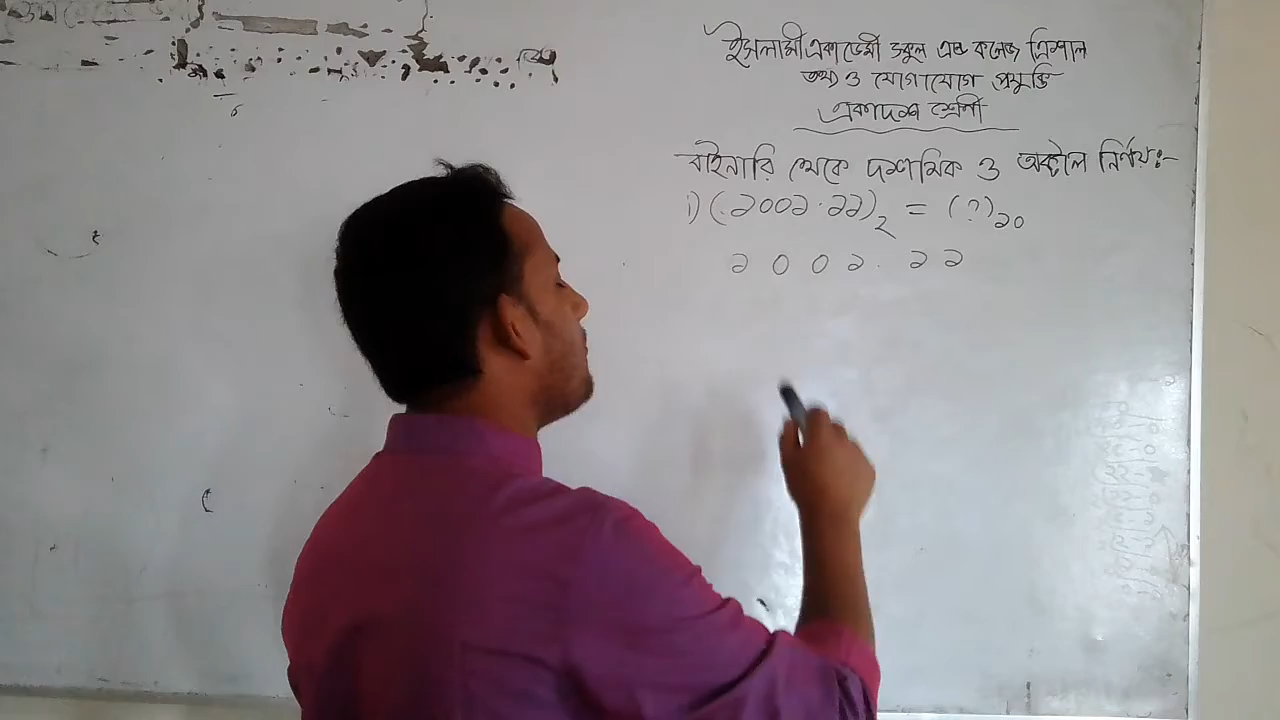 ইসলামী একাডেমী স্কুল এন্ড কলেজ ত্রিশাল
তথ্য ও যোগাযোগ প্রযুক্তি
একাদশ শ্রেণী
বাইনারি থেকে দশমিক ও অক্টাল নির্ণয়ঃ-
i) (১০০১.১১)₂ = (?)₁₀
১ ০ ০ ১. ১ ১